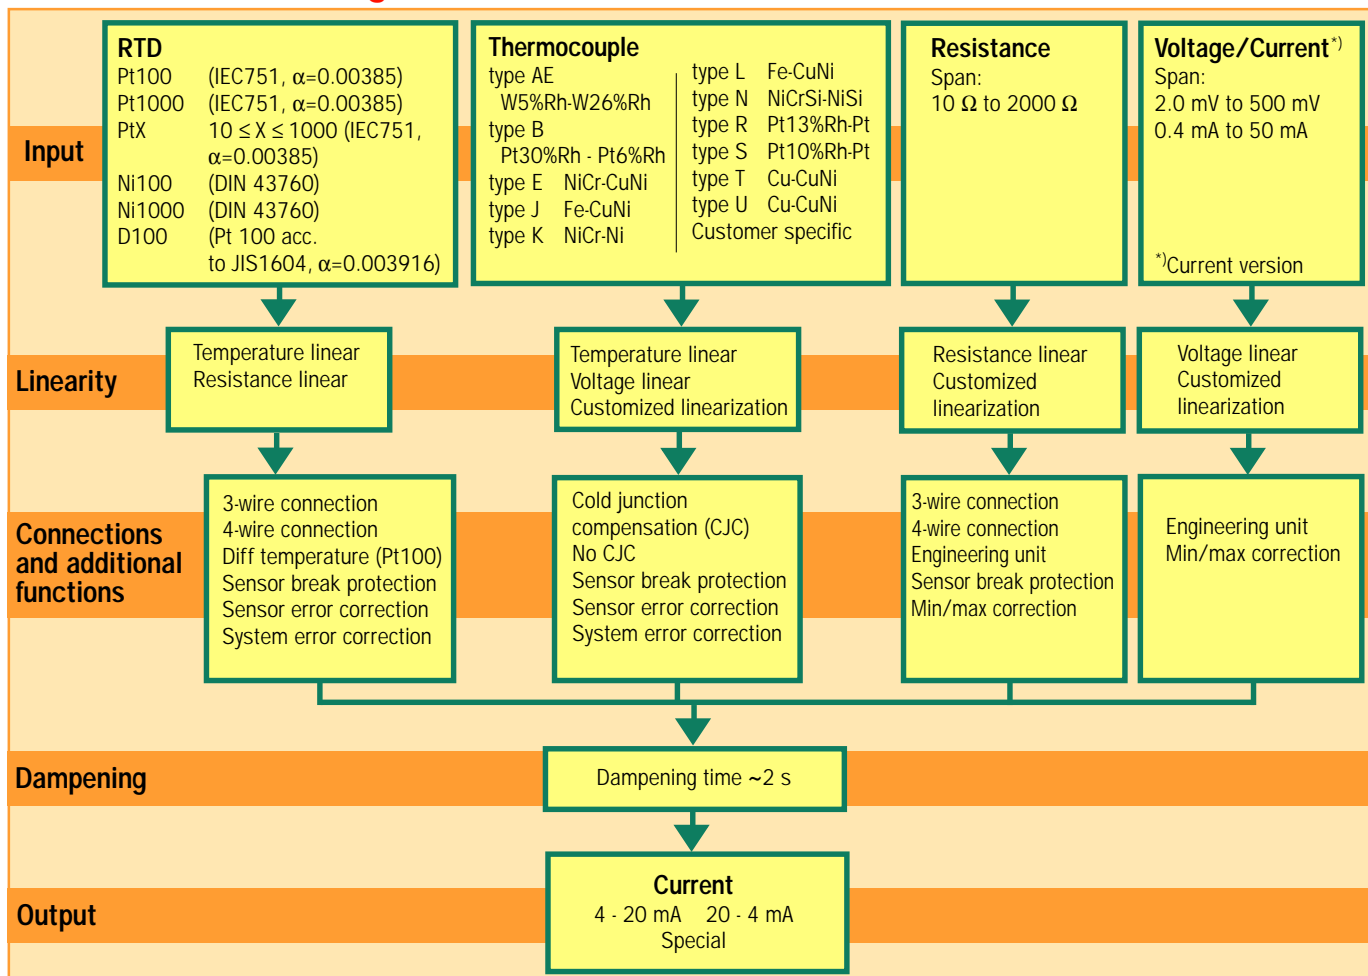 Input
RTD
Pt100 (IEC751, α=0.00385)
Pt1000 (IEC751, α=0.00385)
PtX 10 ≤ X ≤ 1000 (IEC751,
α=0.00385)
Ni100 (DIN 43760)
Ni1000 (DIN 43760)
D100 (Pt 100 acc.
to JIS1604, α=0.003916)
Thermocouple
type AE
W5%Rh-W26%Rh
type B
Pt30%Rh - Pt6%Rh
type E NiCr-CuNi
type J Fe-CuNi
type K NiCr-Ni
type L Fe-CuNi
type N NiCrSi-NiSi
type R Pt13%Rh-Pt
type S Pt10%Rh-Pt
type T Cu-CuNi
type U Cu-CuNi
Customer specific
Resistance
Span:
10 Ω to 2000 Ω
Voltage/Current*)
Span:
2.0 mV to 500 mV
0.4 mA to 50 mA
*)Current version
Linearity
Temperature linear
Resistance linear
Temperature linear
Voltage linear
Customized linearization
Resistance linear
Customized
linearization
Voltage linear
Customized
linearization
Connections
and additional
functions
3-wire connection
4-wire connection
Diff temperature (Pt100)
Sensor break protection
Sensor error correction
System error correction
Cold junction
compensation (CJC)
No CJC
Sensor break protection
Sensor error correction
System error correction
3-wire connection
4-wire connection
Engineering unit
Sensor break protection
Min/max correction
Engineering unit
Min/max correction
Dampening
Dampening time ~2 s
Output
Current
4 - 20 mA 20 - 4 mA
Special